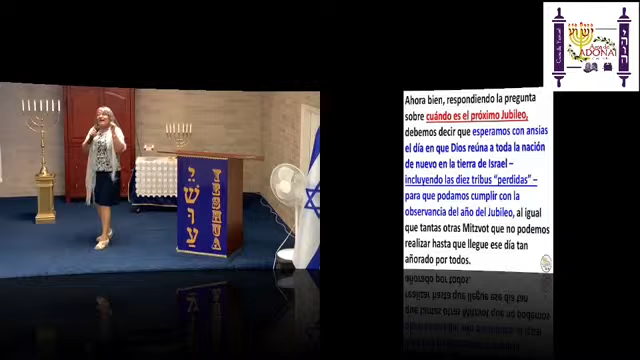 Ahora bien, respondiendo la pregunta
sobre cuándo es el próximo Jubileo,
debemos decir que esperamos con ansias
el día en que Dios reúna a toda la nación
de nuevo en la tierra de Israel –
incluyendo las diez tribus “perdidas” –
para que podamos cumplir con la
observancia del año del Jubileo, al igual
que tantas otras Mitzvot que no podemos
realizar hasta que llegue ese día tan
añorado por todos.
ישוע
YESHUA
ישוע
ADONAI